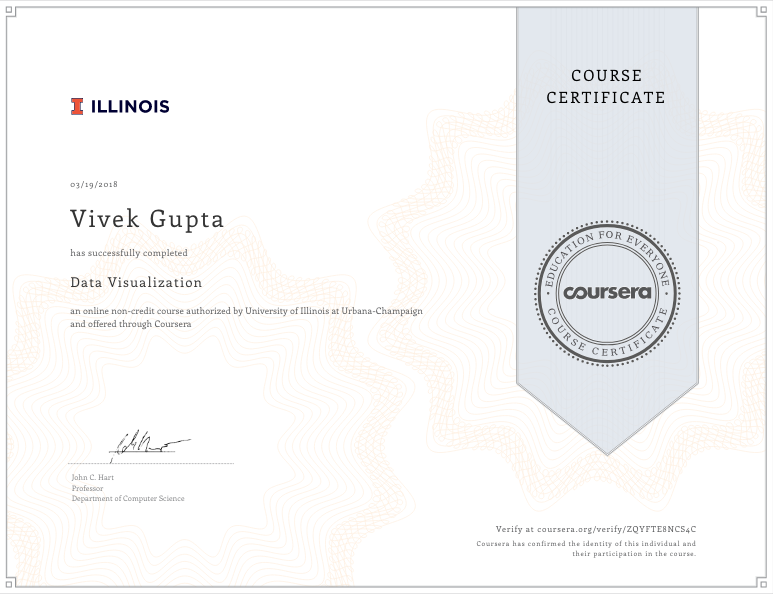 COURSE
CERTIFICATE
ILLINOIS
03/19/2018
Vivek Gupta
has successfully completed
Data Visualization
an online non-credit course authorized by University of Illinois at Urbana-Champaign
and offered through Coursera
EDUCATION FOR EVERYONE
coursera
COURSE CERTIFICATE
John C. Hart
Professor
Department of Computer Science
Verify at coursera.org/verify/ZQYFTE8NCS4C
Coursera has confirmed the identity of this individual and
their participation in the course.